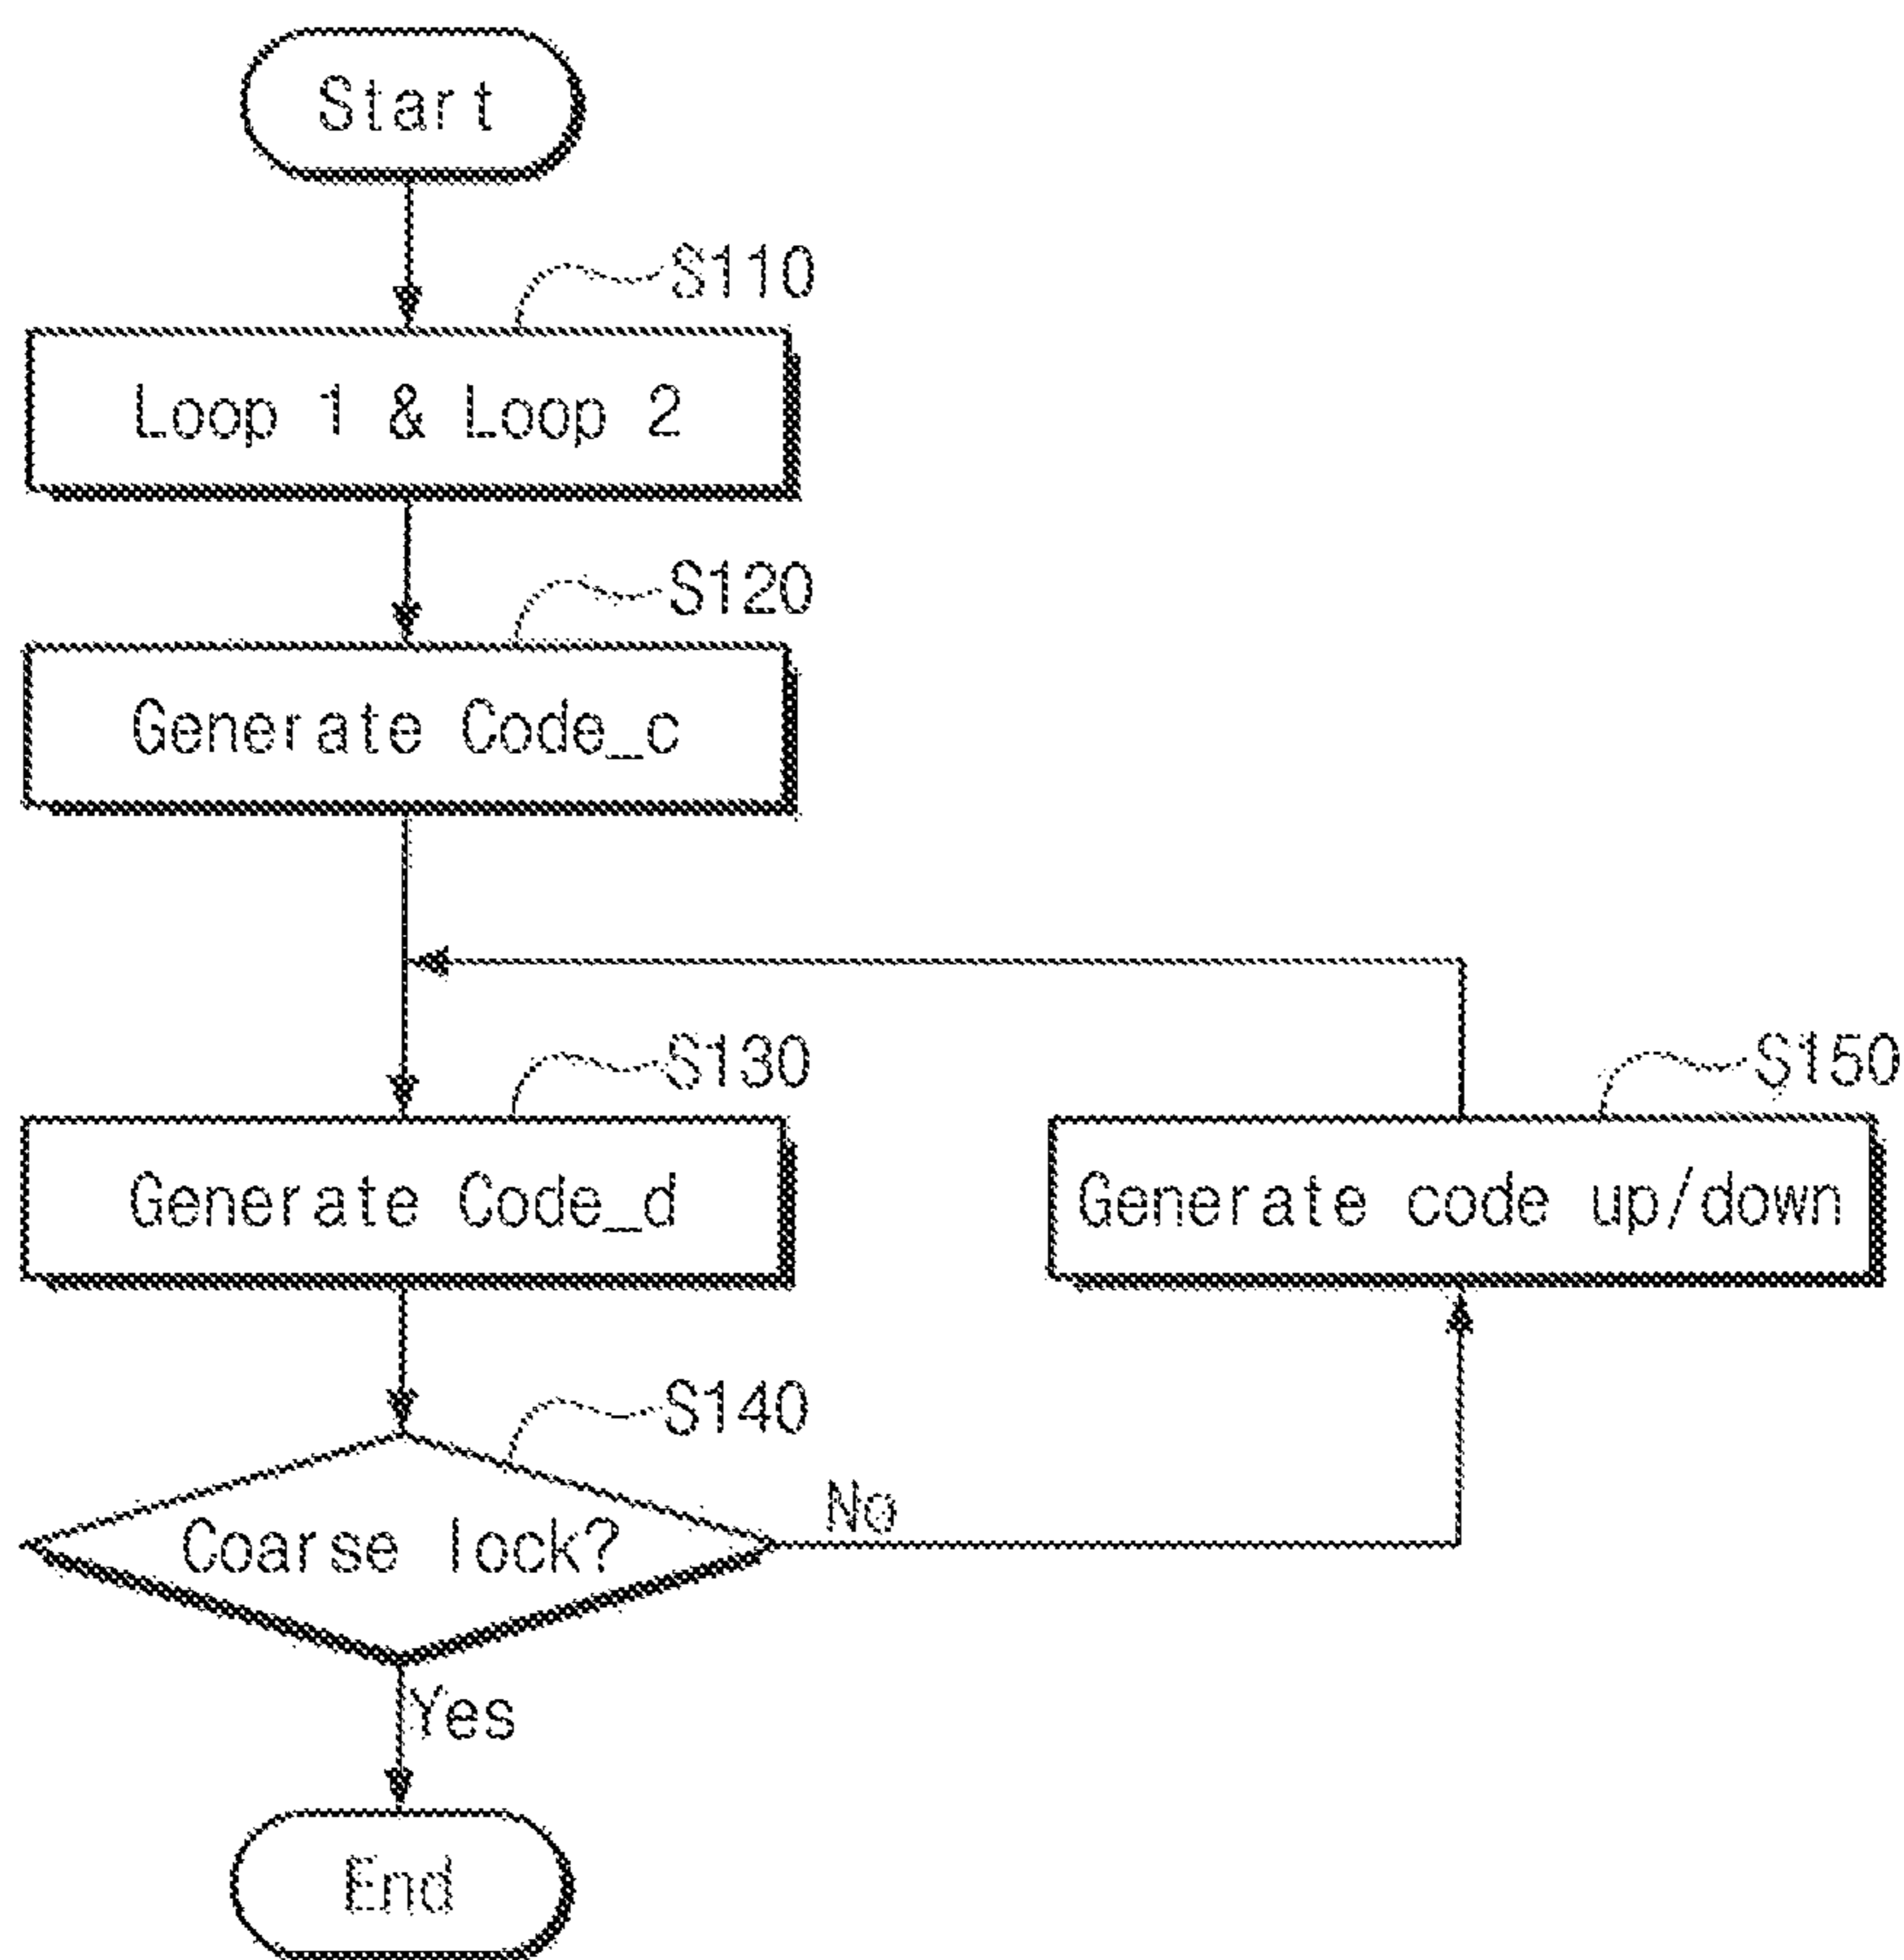 Start
S110
Loop 1 & Loop 2
S120
Generate Code_c
S130
Generate Code_d
S150
Generate code up/down
S140
Coarse lock?
No
Yes
End